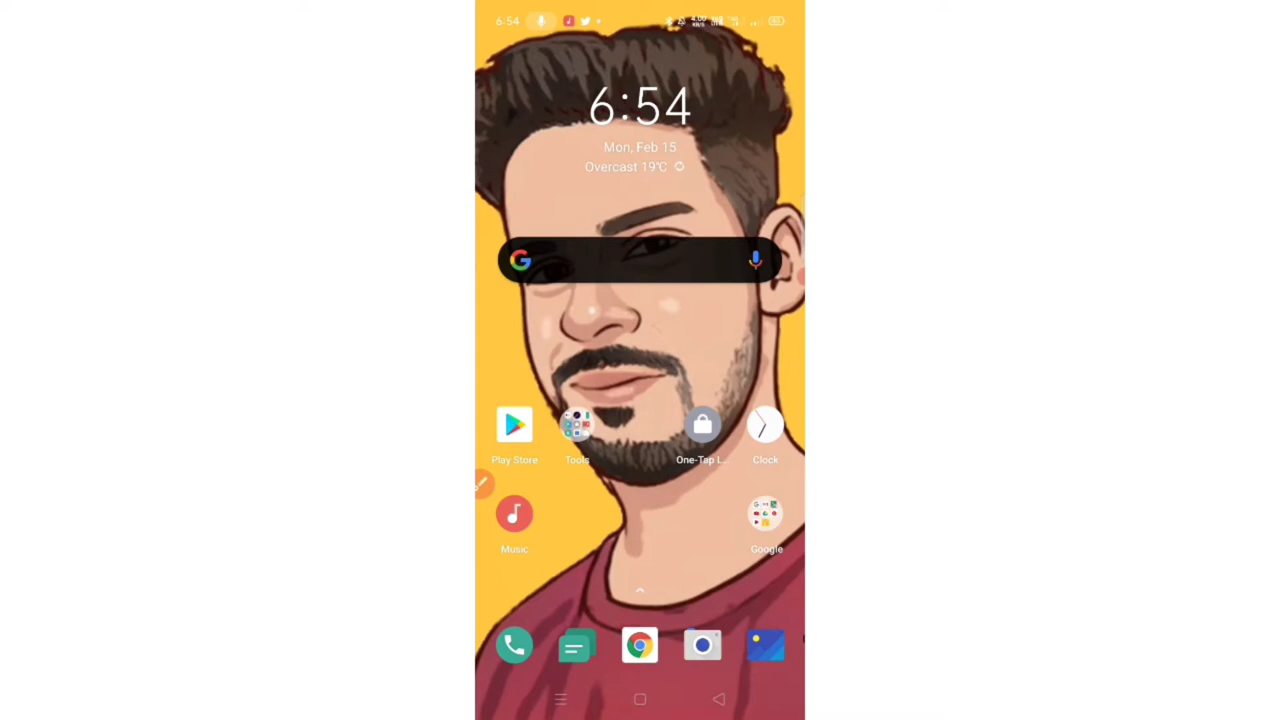 6:54
6:54
Mon, Feb 15
Overcast 19°C
Play Store
Tools
One-Tap L...
Clock
Music
Google